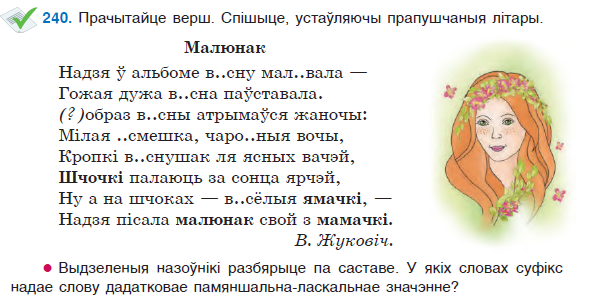 240. Прачытайце верш. Спішыце, устаўляючы прапушчаныя літары.
Малюнак
Надзя ў альбоме в..сну мал..вала —
Гожая дужа в..сна паўставала.
(?)образ в..сны атрымаўся жаночы:
Мілая ..смешка, чаро..ныя вочы,
Кропкі в..снушак ля ясных вачэй,
Шчочкі палаюць за сонца ярчэй,
Ну а на шчоках — в..сёлыя ямачкі, —
Надзя пісала малюнак свой з мамачкі.
В. Жуковіч.
● Выдзеленыя назоўнікі разбярыце па саставе. У якіх словах суфікс
надае слову дадатковае памяншальна-ласкальнае значэнне?